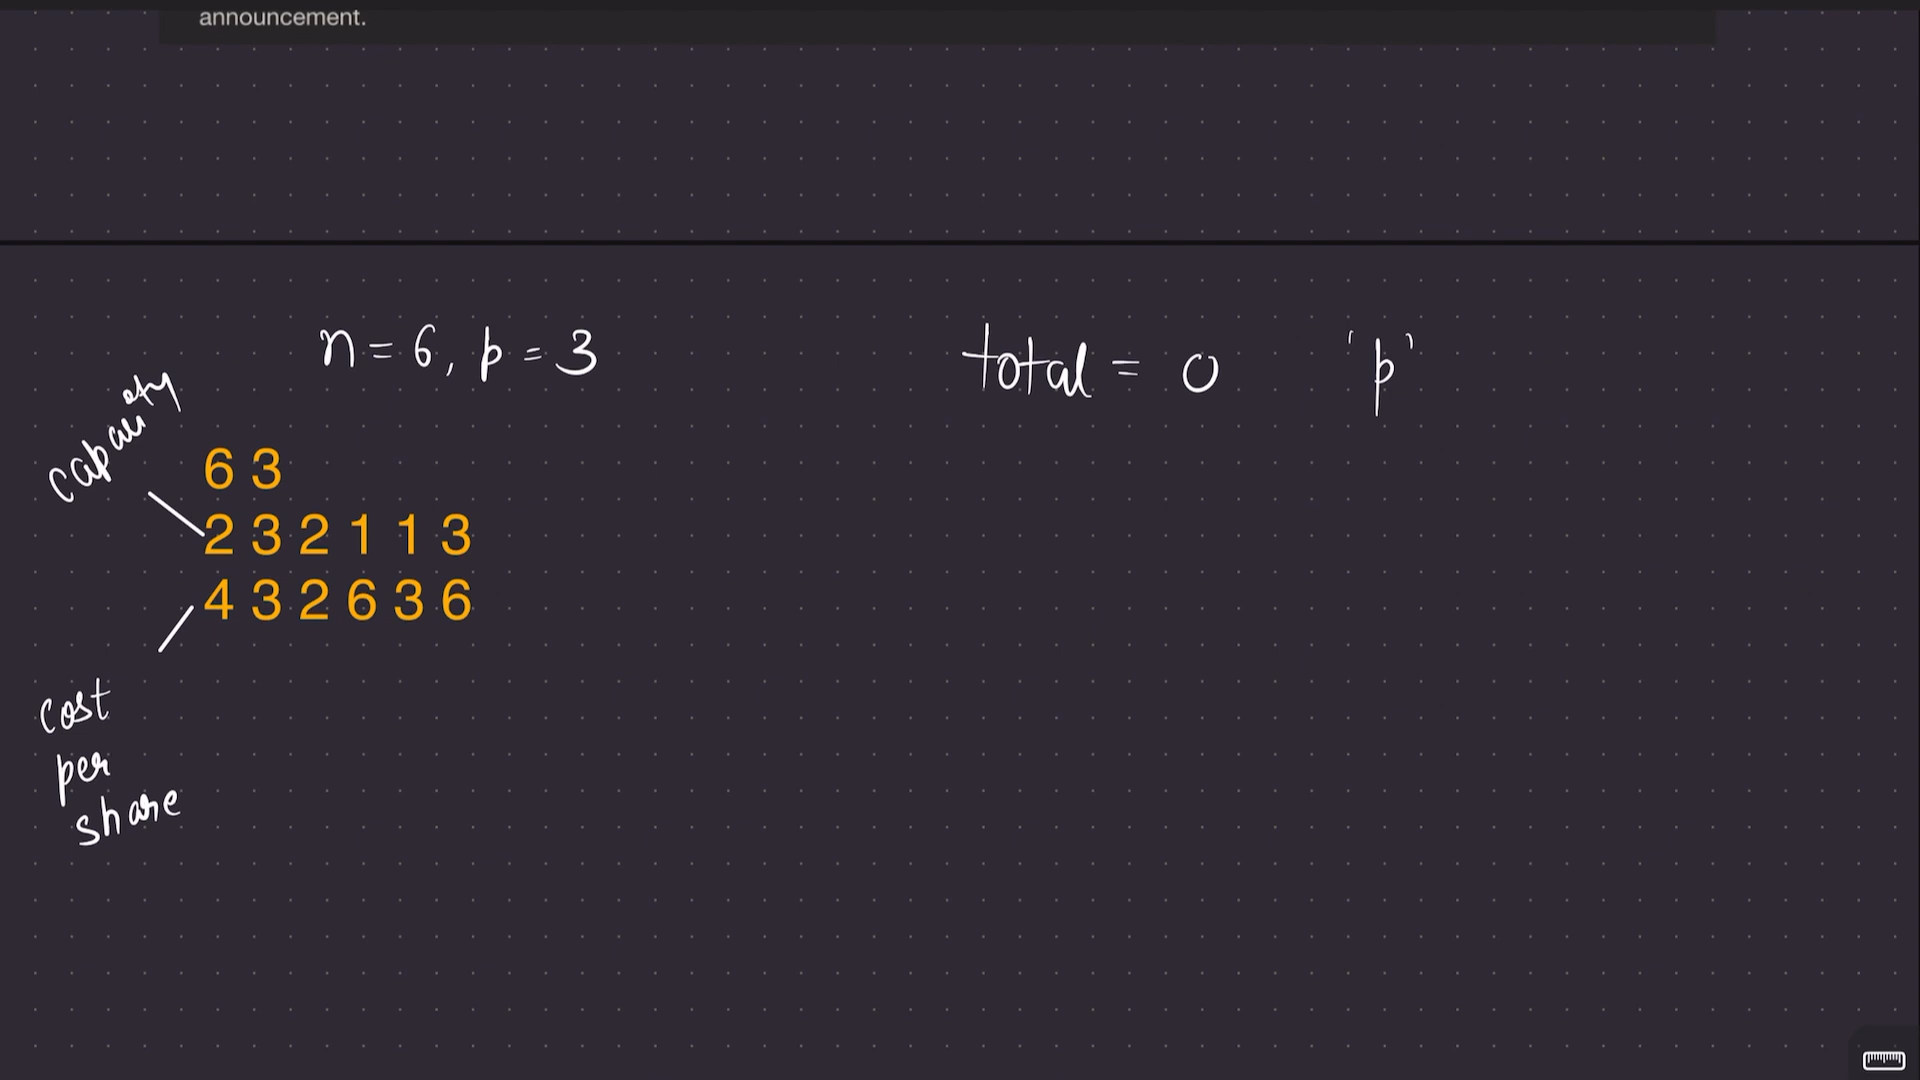 announcement.
n = 6, p = 3
total = 0 'p'
capacity
6 3
2 3 2 1 1 3
4 3 2 6 3 6
cost
per
share